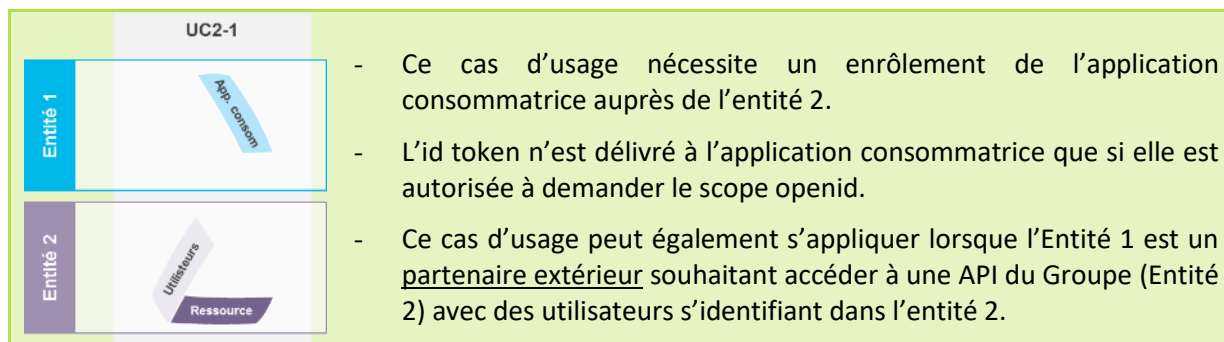 UC2-1
Entité 1
App. consom
Entité 2
Utilisteurs
Ressource
- Ce cas d’usage nécessite un enrôlement de l’application
consommatrice auprès de l’entité 2.
- L’id token n’est délivré à l’application consommatrice que si elle est
autorisée à demander le scope openid.
- Ce cas d’usage peut également s’appliquer lorsque l’Entité 1 est un
partenaire extérieur souhaitant accéder à une API du Groupe (Entité
2) avec des utilisateurs s’identifiant dans l’entité 2.